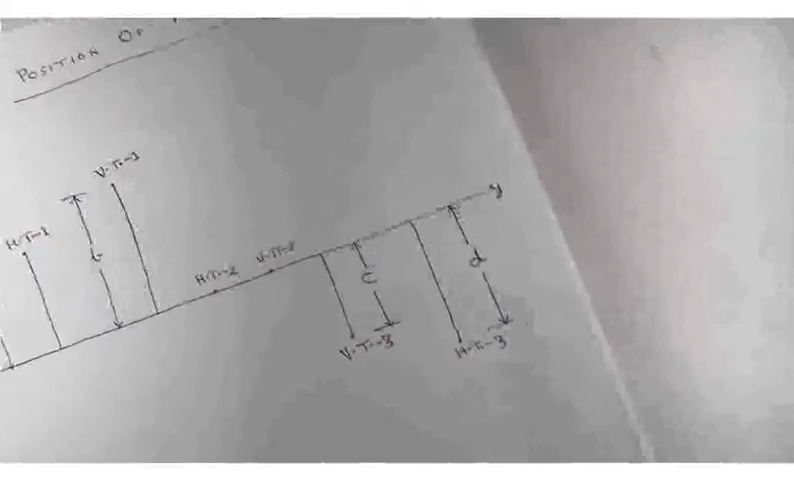 POSITION OF
V.T.-1
H.T.-1
b
y
H.T.-2 V.T.-2
c
d
V.T.-3 H.T.-3